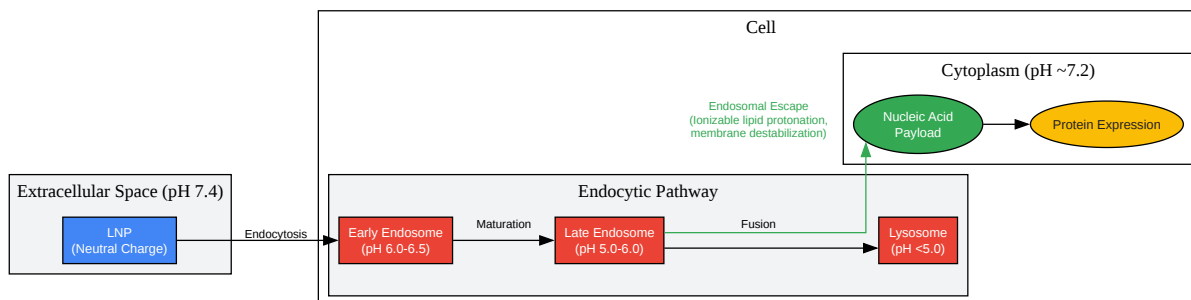 Cell
Cytoplasm (pH ~7.2)
Endosomal Escape
(Ionizable lipid protonation,
membrane destabilization)
Nucleic Acid
Payload
Protein Expression
Extracellular Space (pH 7.4)
LNP
(Neutral Charge)
Endocytosis
Endocytic Pathway
Early Endosome
(pH 6.0-6.5)
Maturation
Late Endosome
(pH 5.0-6.0)
Fusion
Lysosome
(pH <5.0)